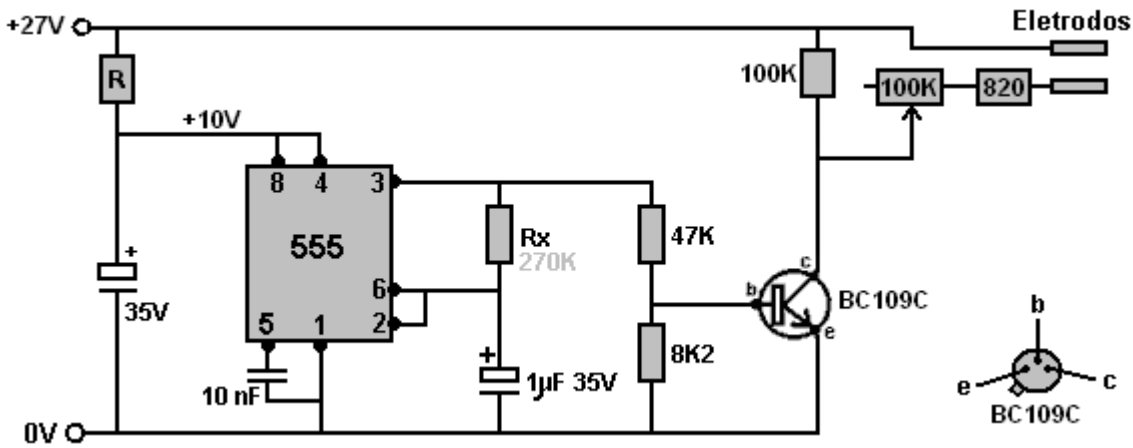 +27V
Eletrodos
R
100K
100K
820
+10V
8
4
3
555
Rx
270K
47K
+
35V
6
2
5
1
c
b
BC109C
e
b
10 nF
+
1µF 35V
8K2
e
c
BC109C
0V